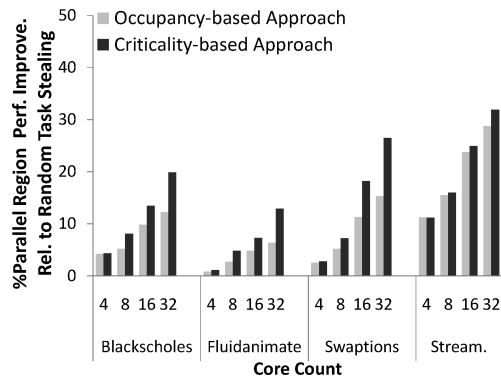 %Parallel Region Perf. Improve.
Rel. to Random Task Stealing
50
40
30
20
10
0
Occupancy-based Approach
Criticality-based Approach
4 8 16 32 4 8 16 32 4 8 16 32 4 8 16 32
Blackscholes Fluidanimate Swaptions Stream.
Core Count